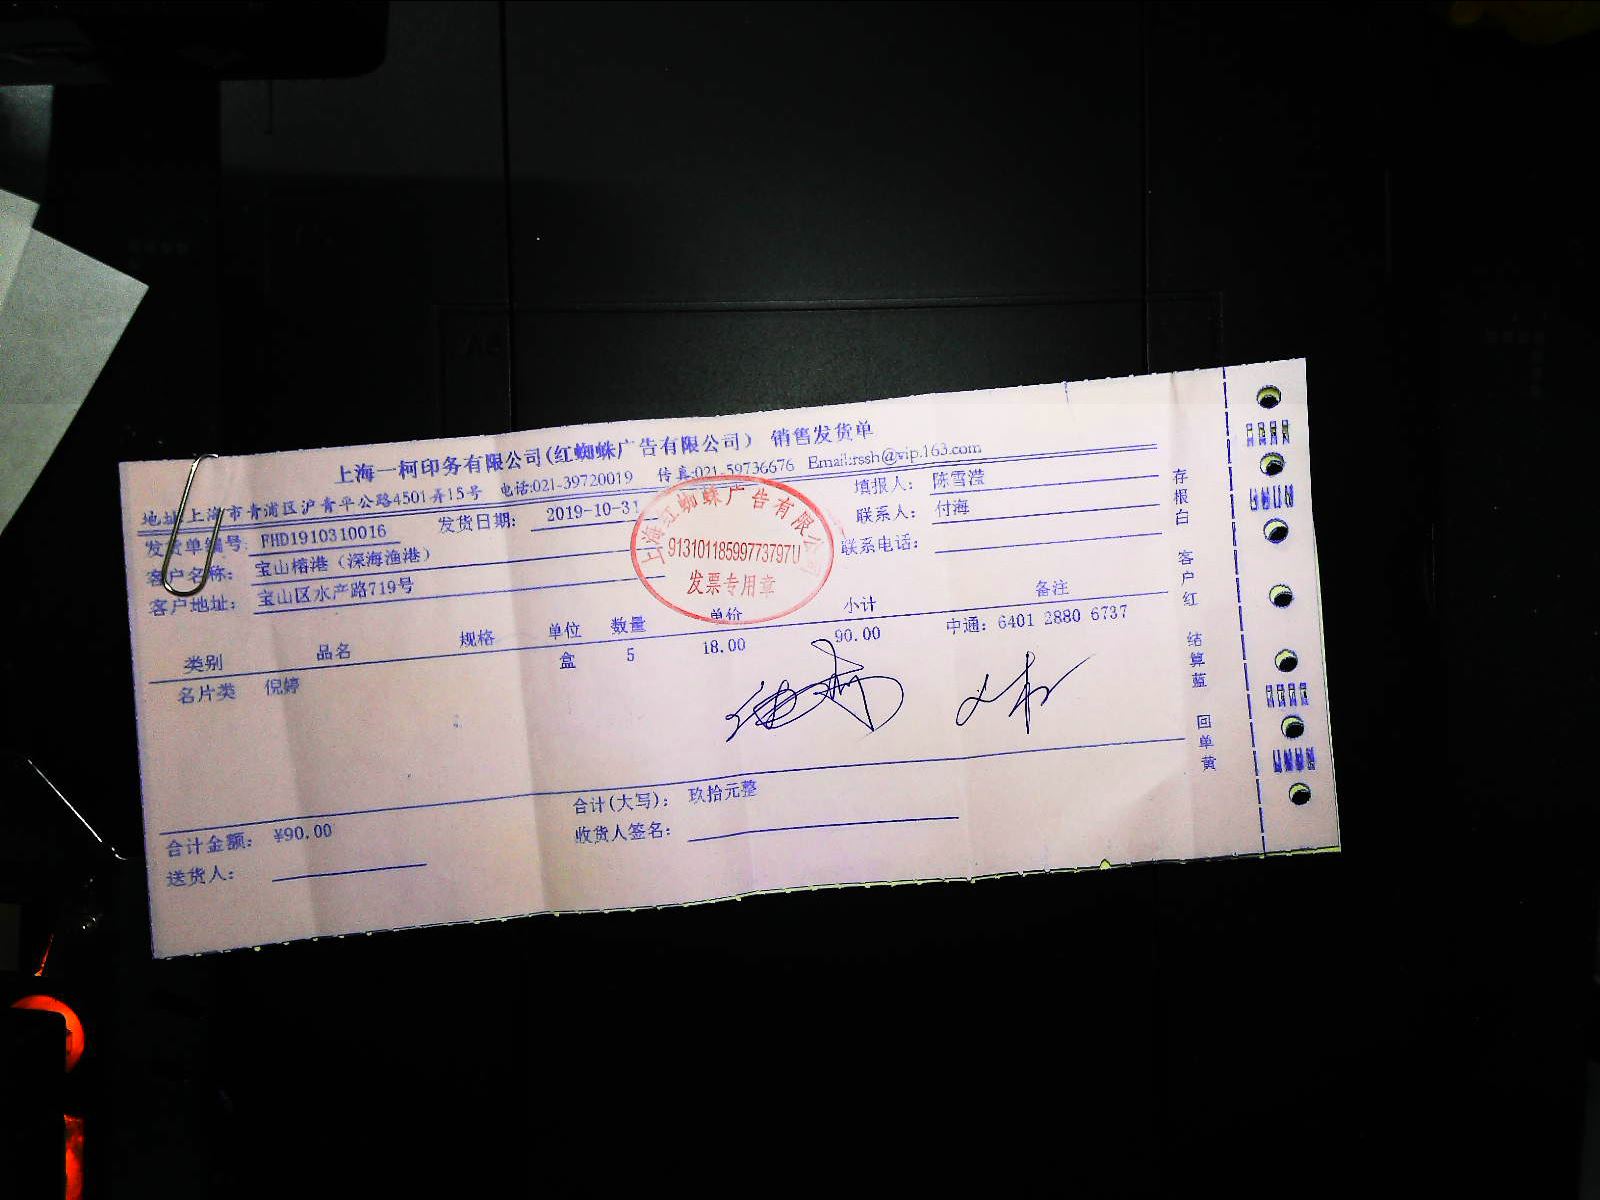 上海一柯印务有限公司(红蜘蛛广告有限公司) 销售发货单
地址:上海市青浦区沪青平公路4501弄15号 电话:021-39720019 传真:021-59736676 Email:rssh@vip.163.com
发货单编号: FHD1910310016 发货日期: 2019-10-31 填报人: 陈雪滢
客户名称: 宝山榕港（深海渔港） 联系人: 付海
客户地址: 宝山区水产路719号 联系电话:
上海红蜘蛛广告有限公司
91310118599773797U
发票专用章
类别 品名 规格 单位 数量 单价 小计 备注
名片类 倪婷 盒 5 18.00 90.00 中通: 6401 2880 6737
合计金额: ¥90.00 合计(大写): 玖拾元整
送货人: 收货人签名:
存根白 客户红 结算蓝 回单黄